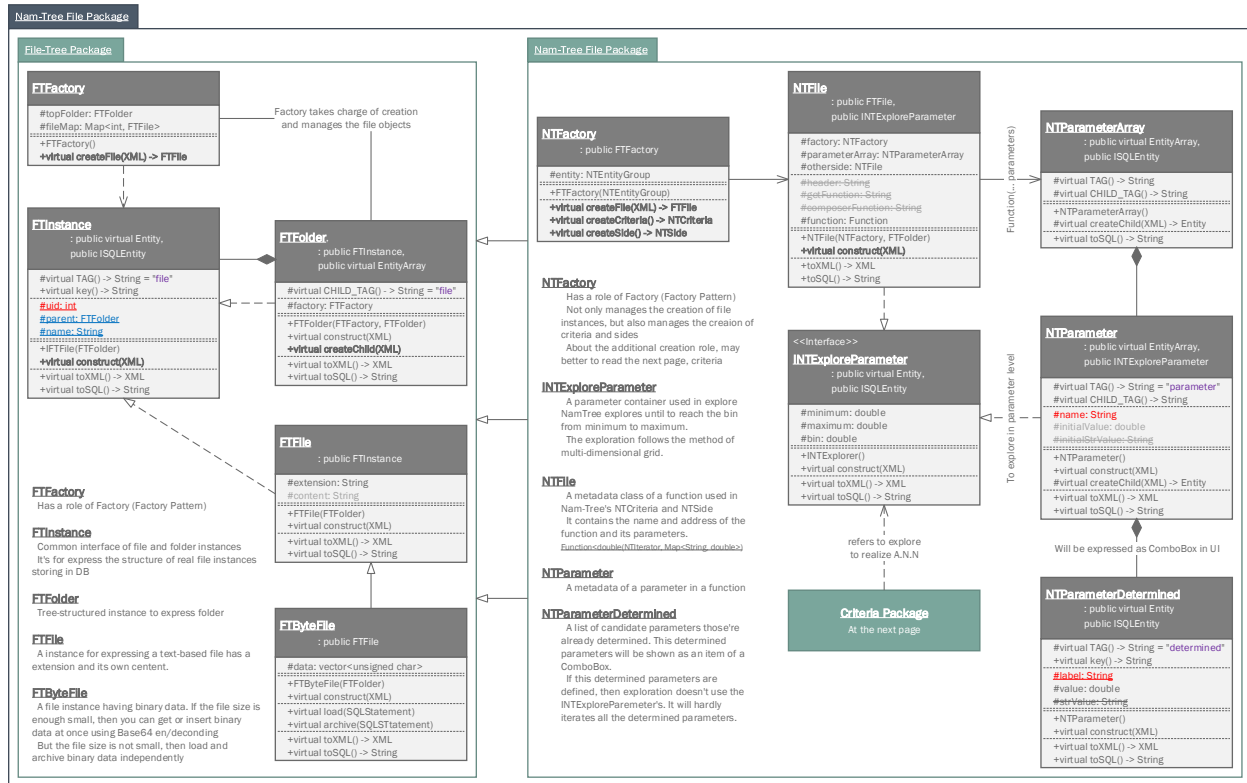 Nam-Tree File Package
File-Tree Package
FTFactory
#topFolder: FTFolder
#fileMap: Map<int, FTFile>
+FTFactory()
+virtual createFile(XML) -> FTFile
Factory takes charge of creation
and manages the file objects
FTInstance
: public virtual Entity,
public ISQLEntity
#virtual TAG() -> String = "file"
+virtual key() -> String
#uid: int
#parent: FTFolder
#name: String
+IFTFile(FTFolder)
+virtual construct(XML)
+virtual toXML() -> XML
+virtual toSQL() -> String
FTFolder
: public FTInstance,
public virtual EntityArray
#virtual CHILD_TAG() -> String = "file"
#factory: FTFactory
+FTFolder(FTFactory, FTFolder)
+virtual construct(XML)
+virtual createChild(XML)
+virtual toXML() -> XML
+virtual toSQL() -> String
FTFile
: public FTInstance
#extension: String
#content: String
+FTFile(FTFolder)
+virtual construct(XML)
+virtual toXML() -> XML
+virtual toSQL() -> String
FTByteFile
: public FTFile
#data: vector<unsigned char>
+FTByteFile(FTFolder)
+virtual construct(XML)
+virtual load(SQLStatement)
+virtual archive(SQLSTtatement)
+virtual toXML() -> XML
+virtual toSQL() -> String
FTFactory
Has a role of Factory (Factory Pattern)
FTInstance
Common interface of file and folder instances
It's for express the structure of real file instances
storing in DB
FTFolder
Tree-structured instance to express folder
FTFile
A instance for expressing a text-based file has a
extension and its own centent.
FTByteFile
A file instance having binary data. If the file size is
enough small, then you can get or insert binary
data at once using Base64 en/deconding
But the file size is not small, then load and
archive binary data independently
Nam-Tree File Package
NTFactory
: public FTFactory
#entity: NTEntityGroup
+FTFactory(NTEntityGroup)
+virtual createFile(XML) -> FTFile
+virtual createCriteria() -> NTCriteria
+virtual createSide() -> NTSide
NTFactory
Has a role of Factory (Factory Pattern)
Not only manages the creation of file
instances, but also manages the creaion of
criteria and sides
About the additional creation role, may
better to read the next page, criteria
INTExploreParameter
A parameter container used in explore
NamTree explores until to reach the bin
from minimum to maximum.
The exploration follows the method of
multi-dimensional grid.
NTFile
A metadata class of a function used in
Nam-Tree's NTCriteria and NTSide
It contains the name and address of the
function and its parameters.
Function<double(NTIterator, Map<String, double>)
NTParameter
A metadata of a parameter in a function
NTParameterDetermined
A list of candidate parameters those're
already determined. This determined
parameters will be shown as an item of a
ComboBox.
If this determined parameters are
defined, then exploration doesn't use the
INTExploreParemeter's. It will hardly
iterates all the determined parameters.
NTFile
: public FTFile,
public INTExploreParameter
#factory: NTFactory
#parameterArray: NTParameterArray
#otherside: NTFile
#header: String
#getFunction: String
#composerFunction: String
#function: Function
+NTFile(NTFactory, FTFolder)
+virtual construct(XML)
+toXML() -> XML
+toSQL() -> String
<<Interface>>
INTExploreParameter
: public virtual Entity,
public ISQLEntity
#minimum: double
#maximum: double
#bin: double
+INTExplorer()
+virtual construct(XML)
+virtual toXML() -> XML
+virtual toSQL() -> String
refers to explore
to realize A.N.N
Criteria Package
At the next page
Function(... parameters)
To explore in parameter level
NTParameterArray
: public virtual EntityArray,
public ISQLEntity
#virtual TAG() -> String
#virtual CHILD_TAG() -> String
+NTParameterArray()
#virtual createChild(XML) -> Entity
+virtual toSQL() -> String
NTParameter
: public virtual EntityArray,
public INTExploreParameter
#virtual TAG() -> String = "parameter"
#virtual CHILD_TAG() -> String
#name: String
#initialValue: double
#initialStrValue: String
+NTParameter()
+virtual construct(XML)
#virtual createChild(XML) -> Entity
+virtual toXML() -> XML
+virtual toSQL() -> String
Will be expressed as ComboBox in UI
NTParameterDetermined
: public virtual Entity
public ISQLEntity
#virtual TAG() -> String = "determined"
+virtual key() -> String
#label: String
#value: double
#strValue: String
+NTParameter()
+virtual construct(XML)
+virtual toXML() -> XML
+virtual toSQL() -> String